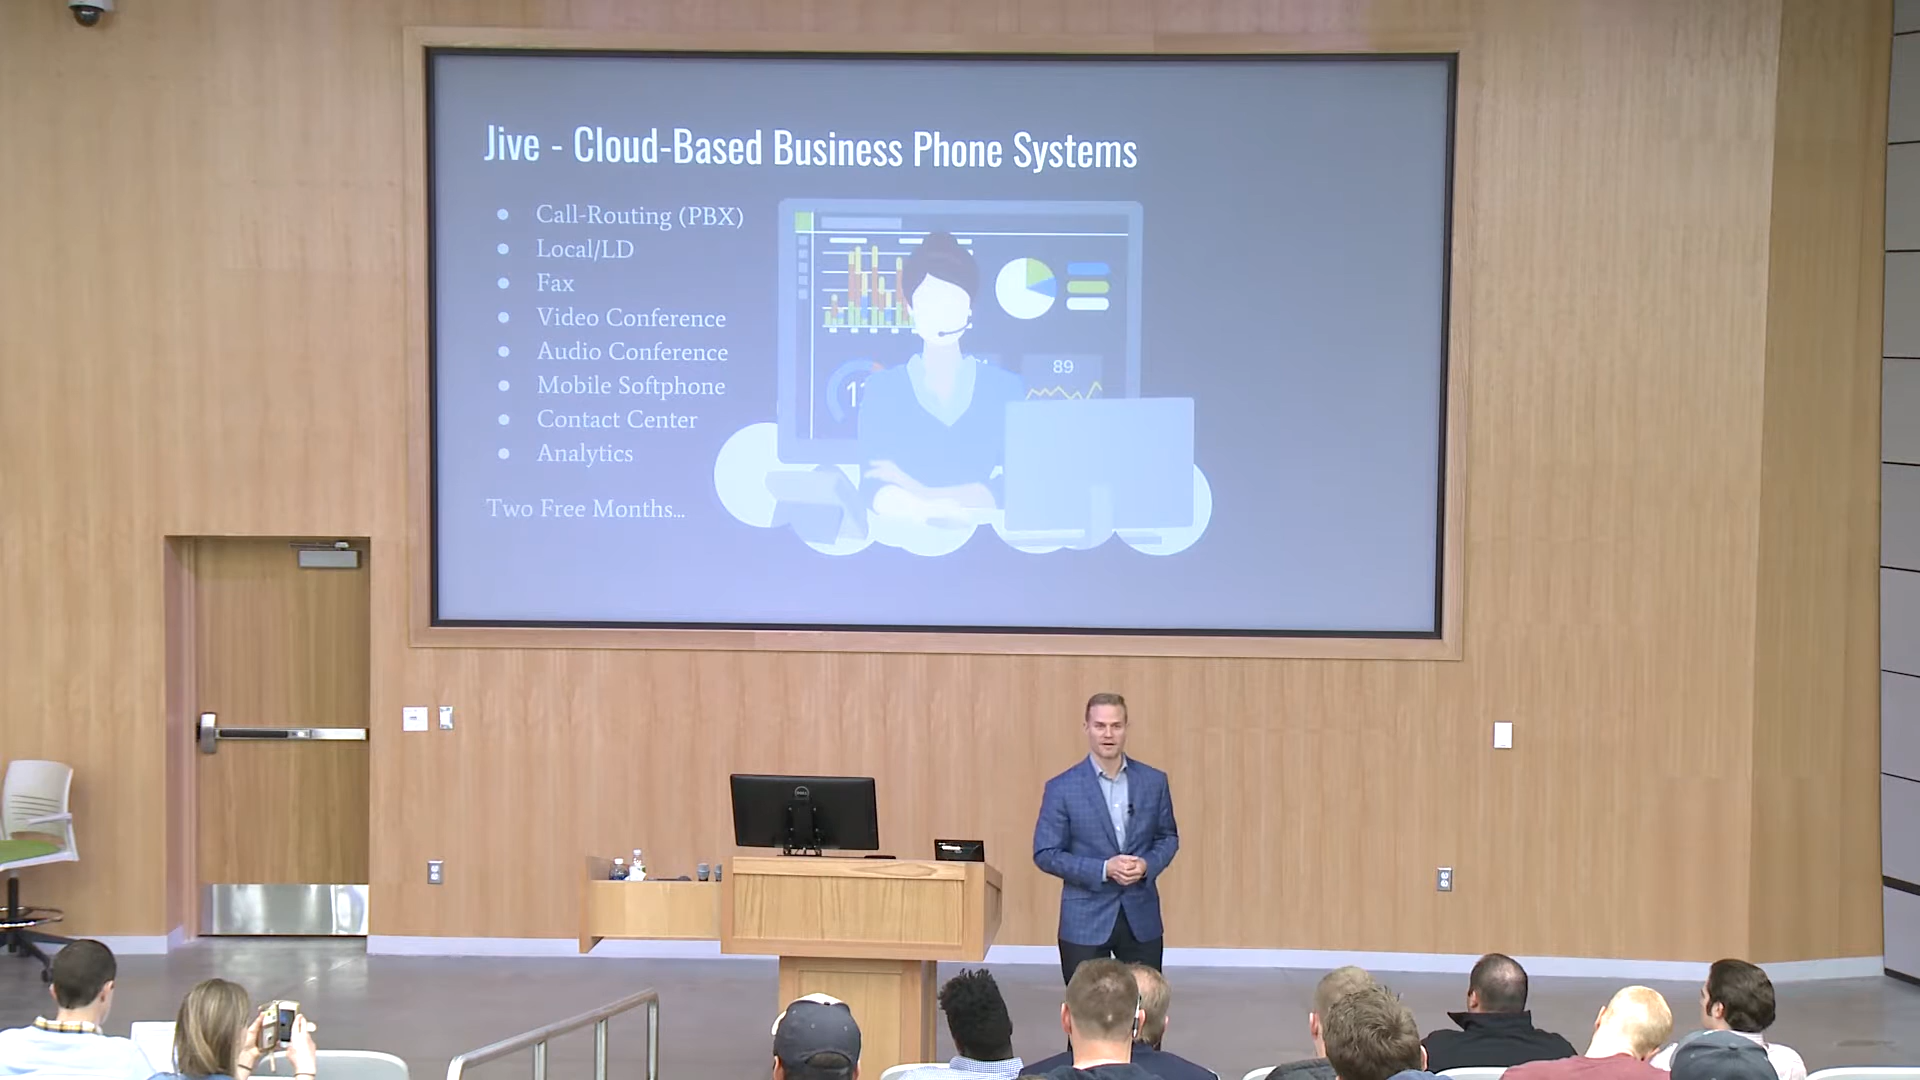 Jive - Cloud-Based Business Phone Systems
Call-Routing (PBX)
Local/LD
Fax
Video Conference
Audio Conference
Mobile Softphone
Contact Center
Analytics
Two Free Months...
89
DELL